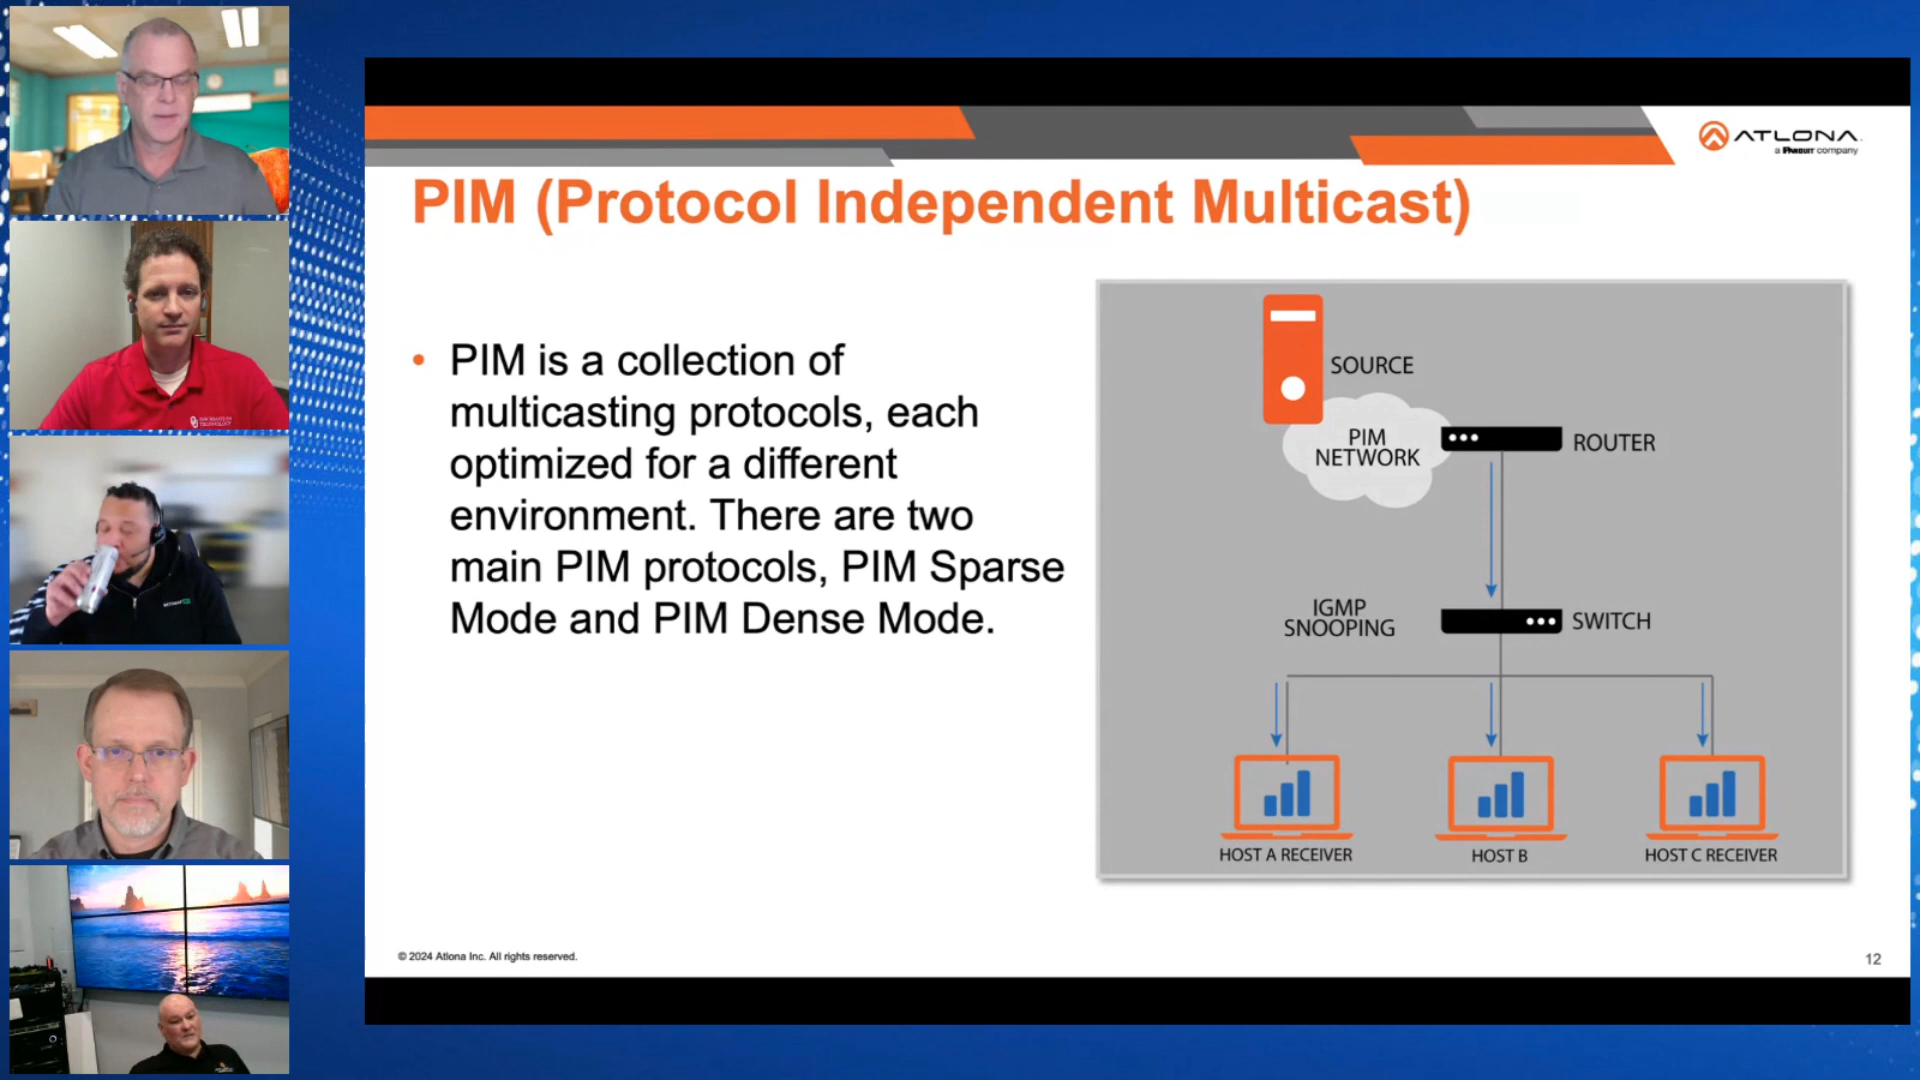 ATLONA
a PANDUIT company
PIM (Protocol Independent Multicast)
• PIM is a collection of
multicasting protocols, each
optimized for a different
environment. There are two
main PIM protocols, PIM Sparse
Mode and PIM Dense Mode.
SOURCE
PIM
NETWORK
ROUTER
IGMP
SNOOPING
SWITCH
HOST A RECEIVER
HOST B
HOST C RECEIVER
© 2024 Atlona Inc. All rights reserved.
12